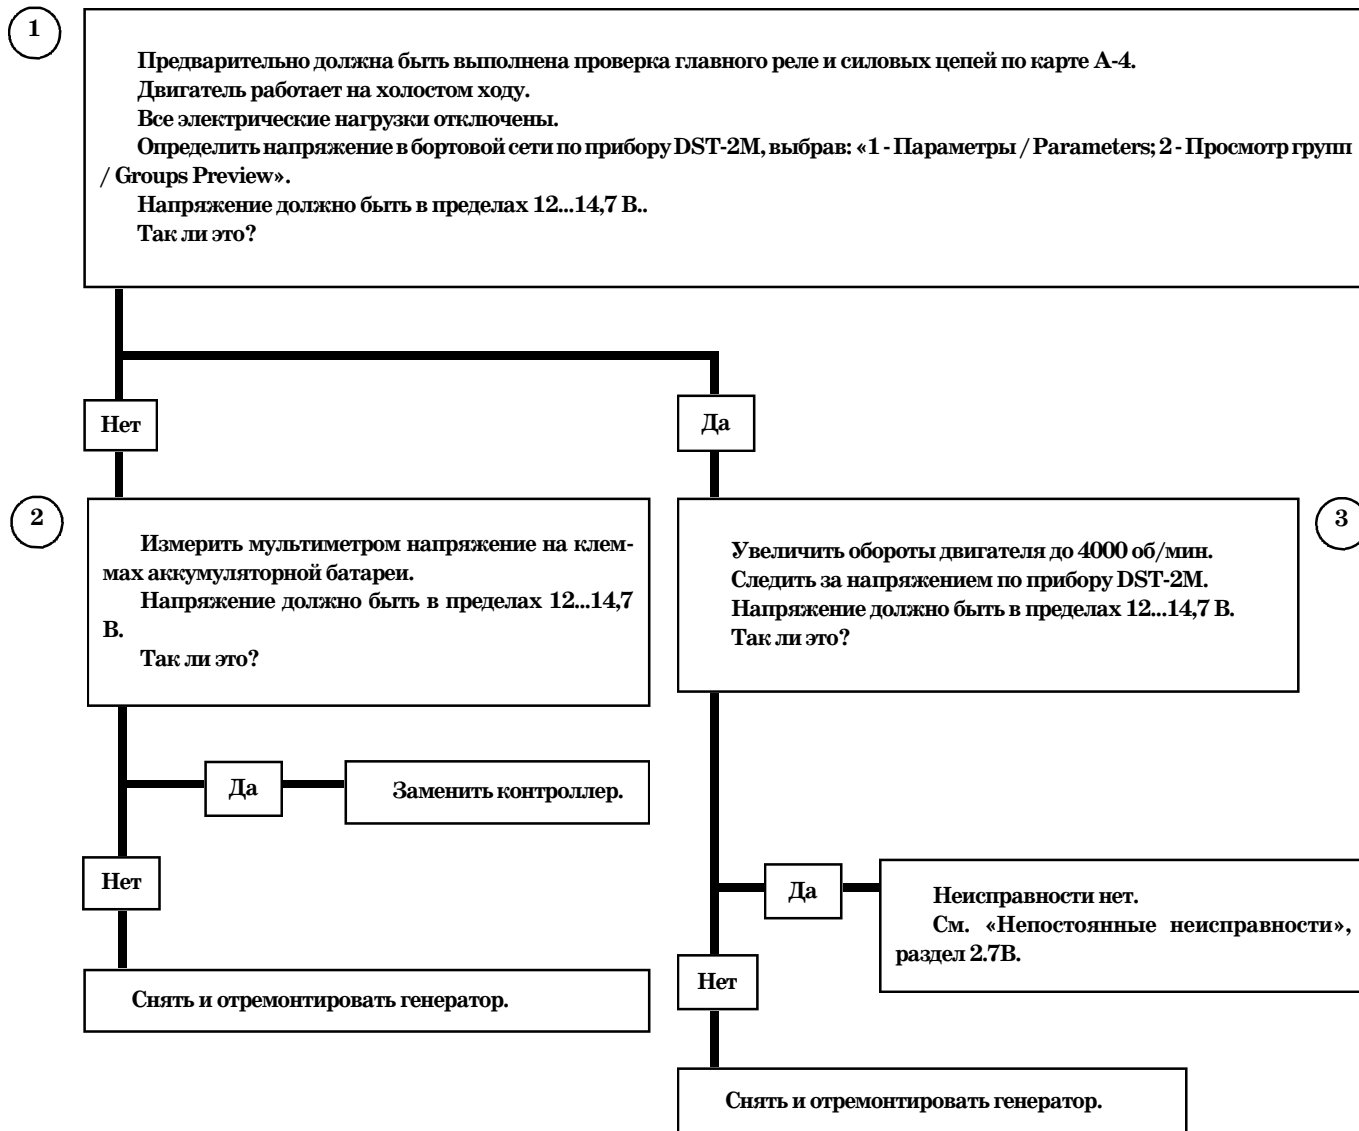 1
Предварительно должна быть выполнена проверка главного реле и силовых цепей по карте А-4.
Двигатель работает на холостом ходу.
Все электрические нагрузки отключены.
Определить напряжение в бортовой сети по прибору DST-2M, выбрав: «1 - Параметры / Parameters; 2 - Просмотр групп
/ Groups Preview».
Напряжение должно быть в пределах 12...14,7 В..
Так ли это?
Нет
Да
2
Измерить мультиметром напряжение на клем-
мах аккумуляторной батареи.
Напряжение должно быть в пределах 12...14,7
В.
Так ли это?
3
Увеличить обороты двигателя до 4000 об/мин.
Следить за напряжением по прибору DST-2M.
Напряжение должно быть в пределах 12...14,7 В.
Так ли это?
Да
Заменить контроллер.
Нет
Снять и отремонтировать генератор.
Да
Неисправности нет.
См. «Непостоянные неисправности»,
раздел 2.7В.
Нет
Снять и отремонтировать генератор.